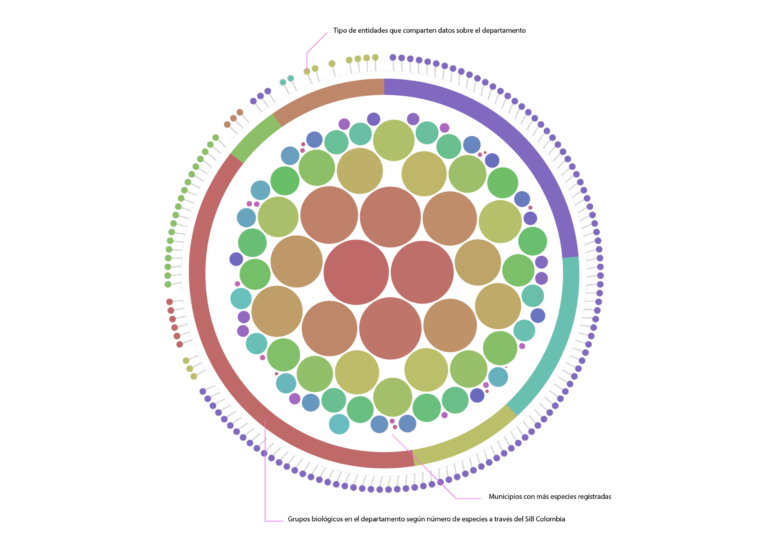 Tipo de entidades que comparten datos sobre el departamento
Municipios con más especies registradas
Grupos biológicos en el departamento según número de especies a través del SiB Colombia